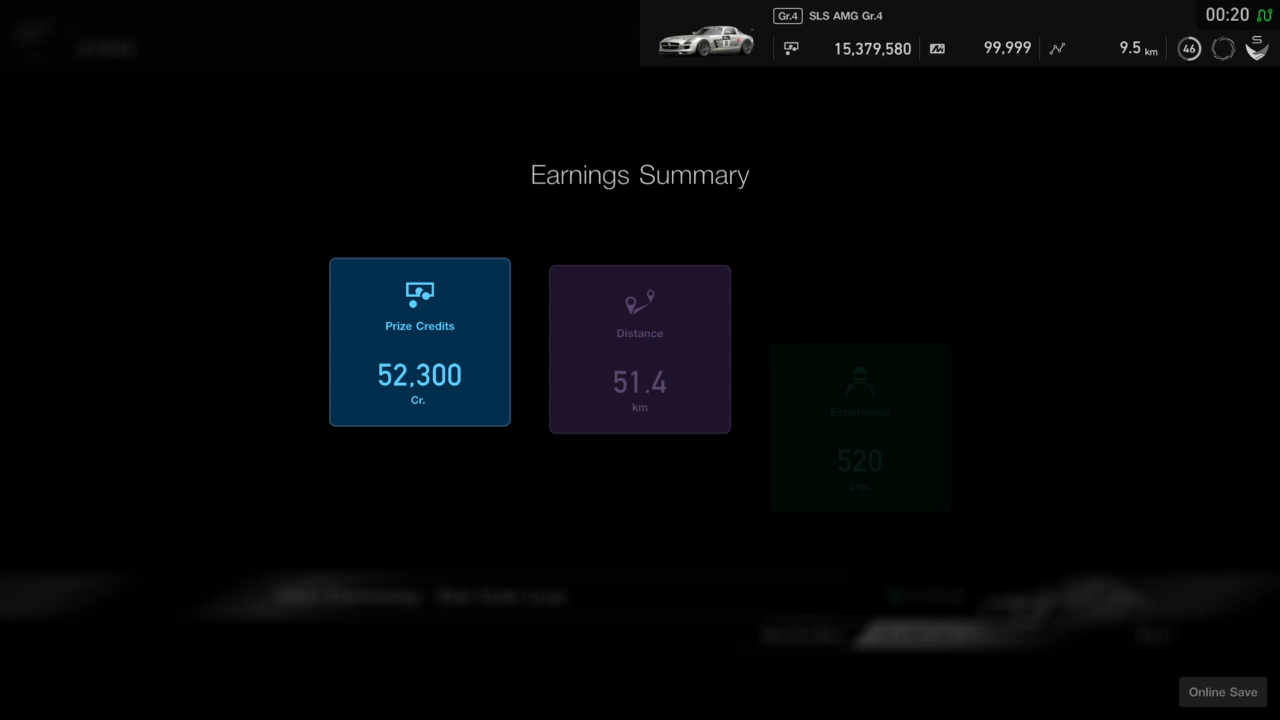 Gr.4 SLS AMG Gr.4
00:20
15,379,580 99,999 9.5 km 46 S
Earnings Summary
Prize Credits
52,300
Cr.
Distance
51.4
km
Experience
520
exp.
Online Save